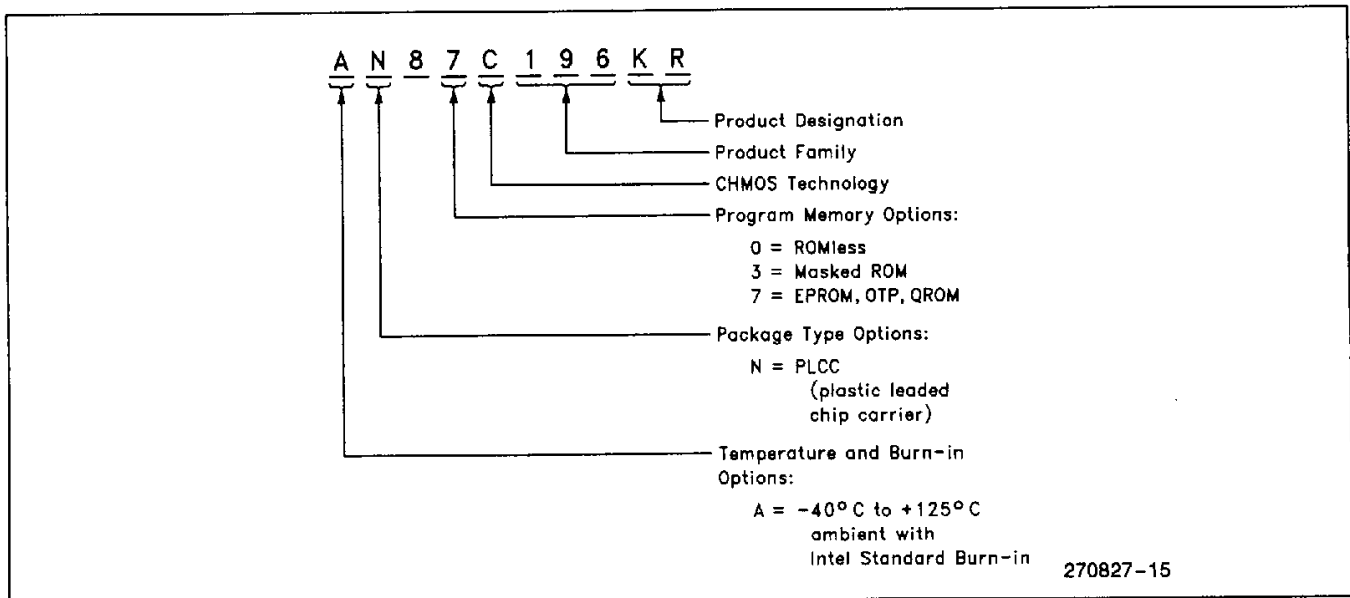 A N 8 7 C 1 9 6 K R
Product Designation
Product Family
CHMOS Technology
Program Memory Options:
0 = ROMless
3 = Masked ROM
7 = EPROM, OTP, QROM
Package Type Options:
N = PLCC
(plastic leaded
chip carrier)
Temperature and Burn-in
Options:
A = -40°C to +125°C
ambient with
Intel Standard Burn-in
270827-15